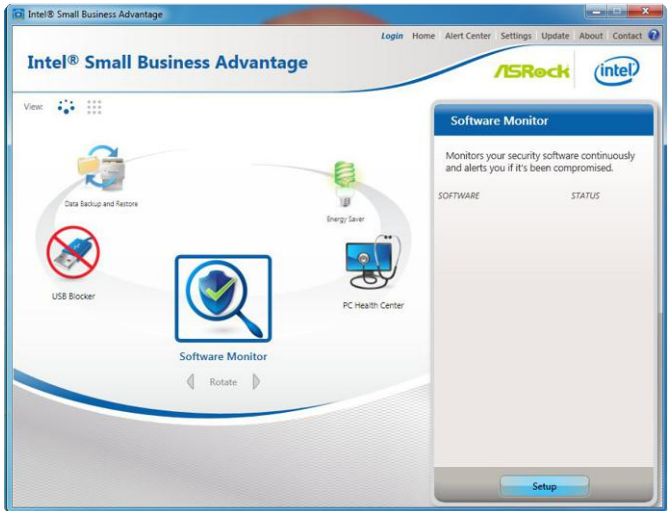 Intel® Small Business Advantage
Login Home Alert Center Settings Update About Contact ?
Intel® Small Business Advantage
ASRock
intel
View:
Software Monitor
Monitors your security software continuously
and alerts you if it's been compromised.
SOFTWARE STATUS
Data Backup and Restore
Energy Saver
USB Blocker
PC Health Center
Software Monitor
Rotate
Setup